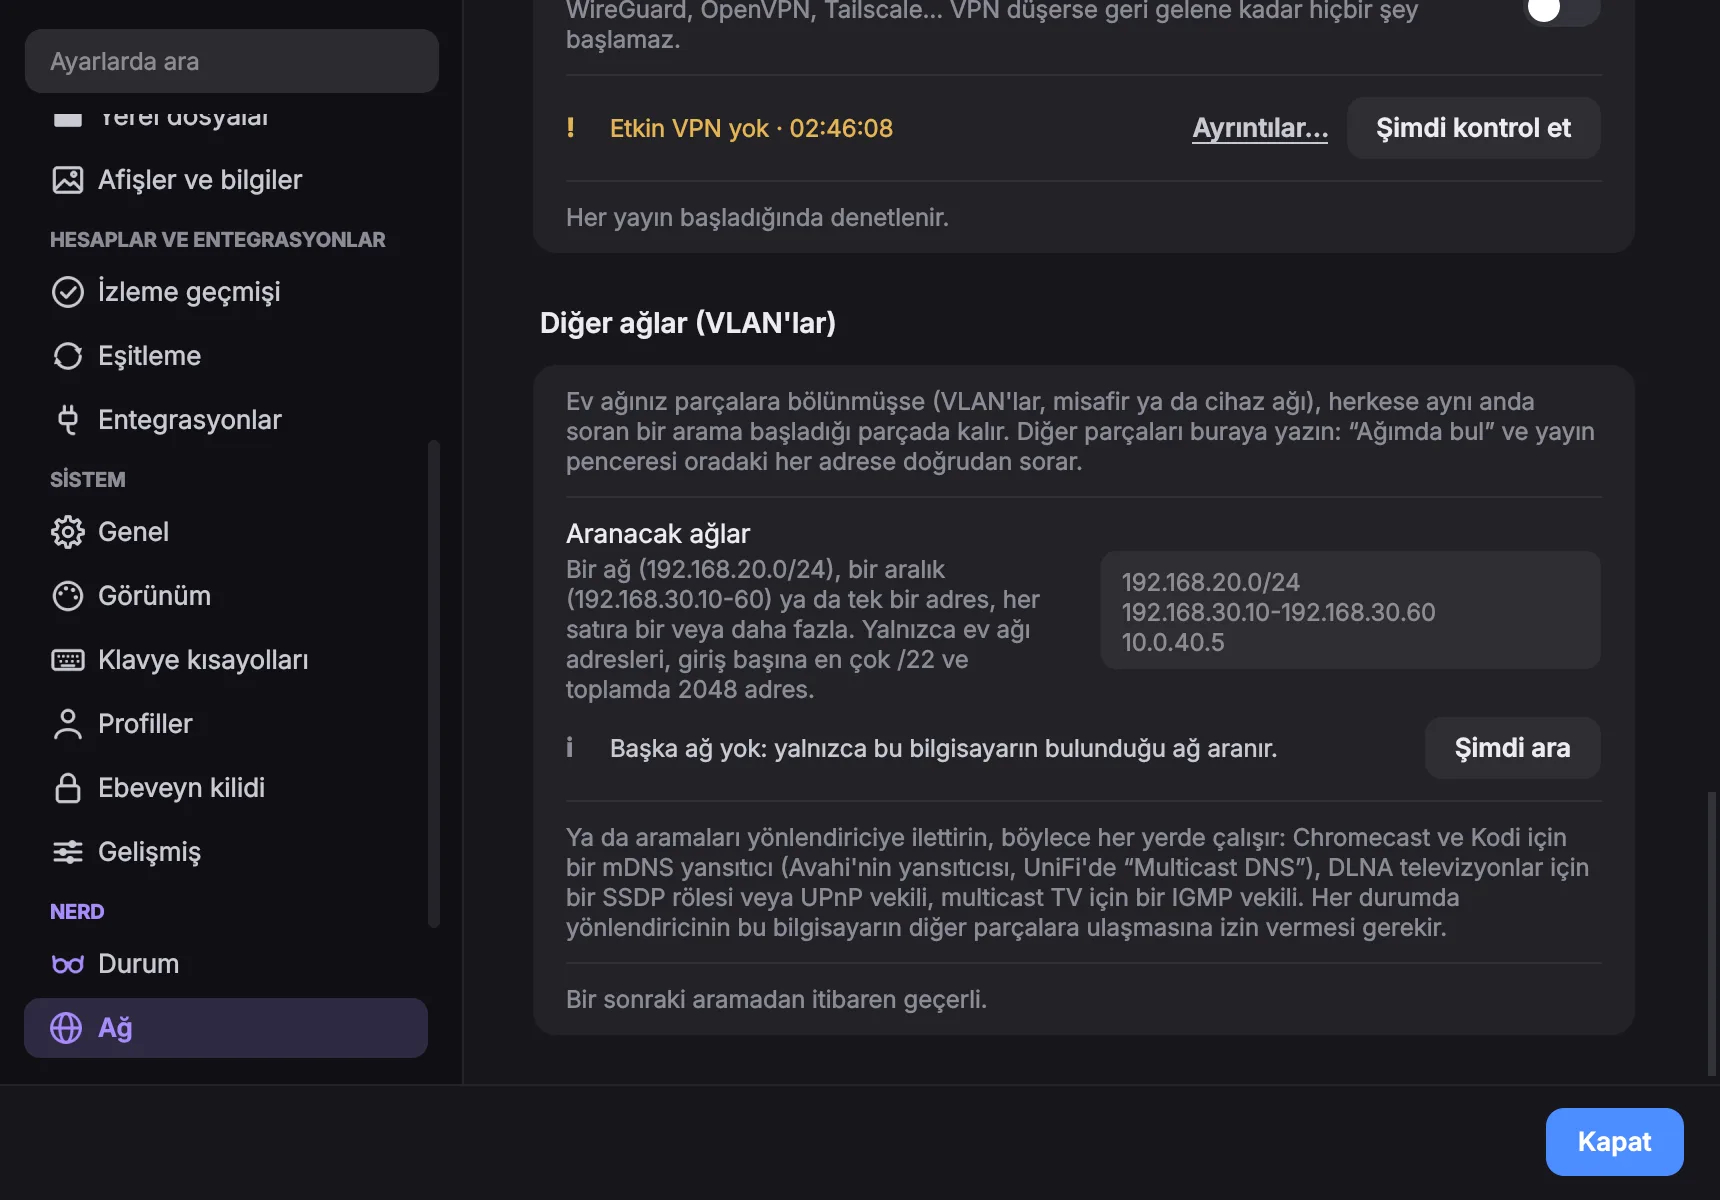 Ayarlarda ara
Yerel dosyalar
Afişler ve bilgiler
HESAPLAR VE ENTEGRASYONLAR
İzleme geçmişi
Eşitleme
Entegrasyonlar
SİSTEM
Genel
Görünüm
Klavye kısayolları
Profiller
Ebeveyn kilidi
Gelişmiş
NERD
Durum
Ağ
WireGuard, OpenVPN, Tailscale... VPN düşerse geri gelene kadar hiçbir şey
başlamaz.
! Etkin VPN yok · 02:46:08
Ayrıntılar...
Şimdi kontrol et
Her yayın başladığında denetlenir.
Diğer ağlar (VLAN'lar)
Ev ağınız parçalara bölünmüşse (VLAN'lar, misafir ya da cihaz ağı), herkese aynı anda
soran bir arama başladığı parçada kalır. Diğer parçaları buraya yazın: “Ağımda bul” ve yayın
penceresi oradaki her adrese doğrudan sorar.
Aranacak ağlar
Bir ağ (192.168.20.0/24), bir aralık
(192.168.30.10-60) ya da tek bir adres, her
satıra bir veya daha fazla. Yalnızca ev ağı
adresleri, giriş başına en çok /22 ve
toplamda 2048 adres.
192.168.20.0/24
192.168.30.10-192.168.30.60
10.0.40.5
i Başka ağ yok: yalnızca bu bilgisayarın bulunduğu ağ aranır.
Şimdi ara
Ya da aramaları yönlendiriciye ilettirin, böylece her yerde çalışır: Chromecast ve Kodi için
bir mDNS yansıtıcı (Avahi'nin yansıtıcısı, UniFi'de “Multicast DNS”), DLNA televizyonlar için
bir SSDP rölesi veya UPnP vekili, multicast TV için bir IGMP vekili. Her durumda
yönlendiricinin bu bilgisayarın diğer parçalara ulaşmasına izin vermesi gerekir.
Bir sonraki aramadan itibaren geçerli.
Kapat